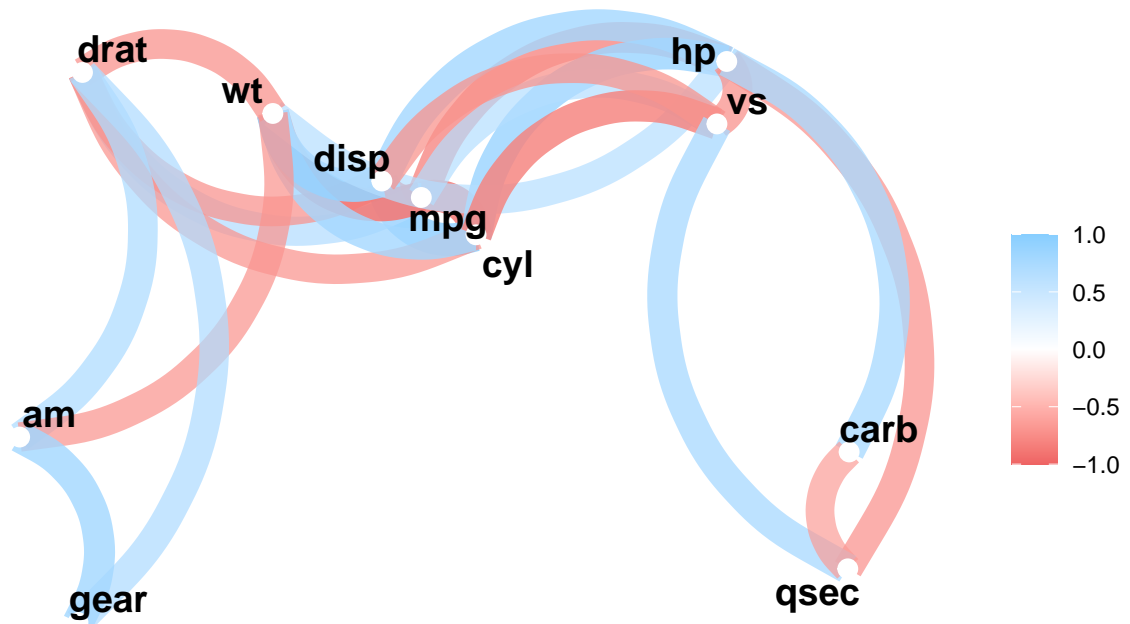 drat
hp
wt
vs
disp
mpg
cyl
am
carb
gear
qsec
1.0
0.5
0.0
−0.5
−1.0